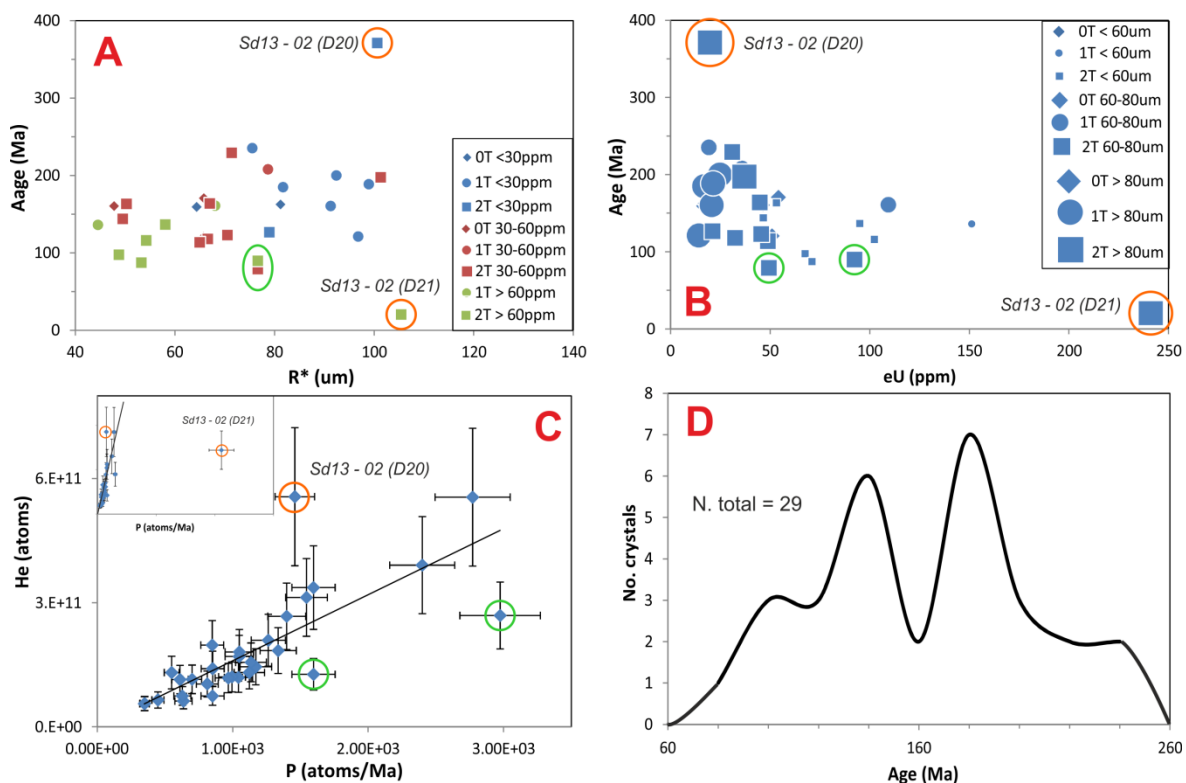 A
400
300
200
100
0
Aage (Ma)
40
60
80
100
120
140
R* (um)
Sd13 - 02 (D20)
Sd13 - 02 (D21)
0T <30ppm
1T <30ppm
2T <30ppm
0T 30-60ppm
1T 30-60ppm
2T 30-60ppm
1T > 60ppm
2T > 60ppm
B
400
300
200
100
0
Age (Ma)
0
50
100
150
200
250
eU (ppm)
Sd13 - 02 (D20)
Sd13 - 02 (D21)
0T < 60um
1T < 60um
2T < 60um
0T 60-80um
1T 60-80um
2T 60-80um
0T > 80um
1T > 80um
2T > 80um
C
6E+11
3E+11
0.E+00
He (atoms)
0.00E+00
1.00E+03
2.00E+03
3.00E+03
P (atoms/Ma)
Sd13 - 02 (D21)
P (atoms/Ma)
Sd13 - 02 (D20)
D
8
7
6
5
4
3
2
1
0
No. crystals
60
160
260
Age (Ma)
N. total = 29